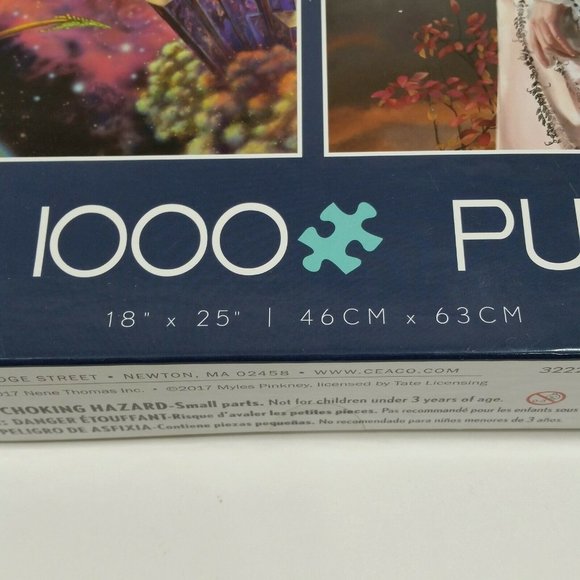 1000 PU
18" x 25" | 46CM x 63CM
DGE STREET • NEWTON, MA 02458 • WWW.CEACO.COM 3222
017 Nene Thomas Inc. • ©2017 Myles Pinkney, licensed by Tate Licensing
CHOKING HAZARD-Small parts. Not for children under 3 years of age.
: DANGER ÉTOUFFANT-Risque d'avaler les petites pieces. Pas recommandé pour les enfants sous
PELIGRO DE ASFIXIA-Contiene piezas pequeñas. No recomendado para niños menores de 3 años.